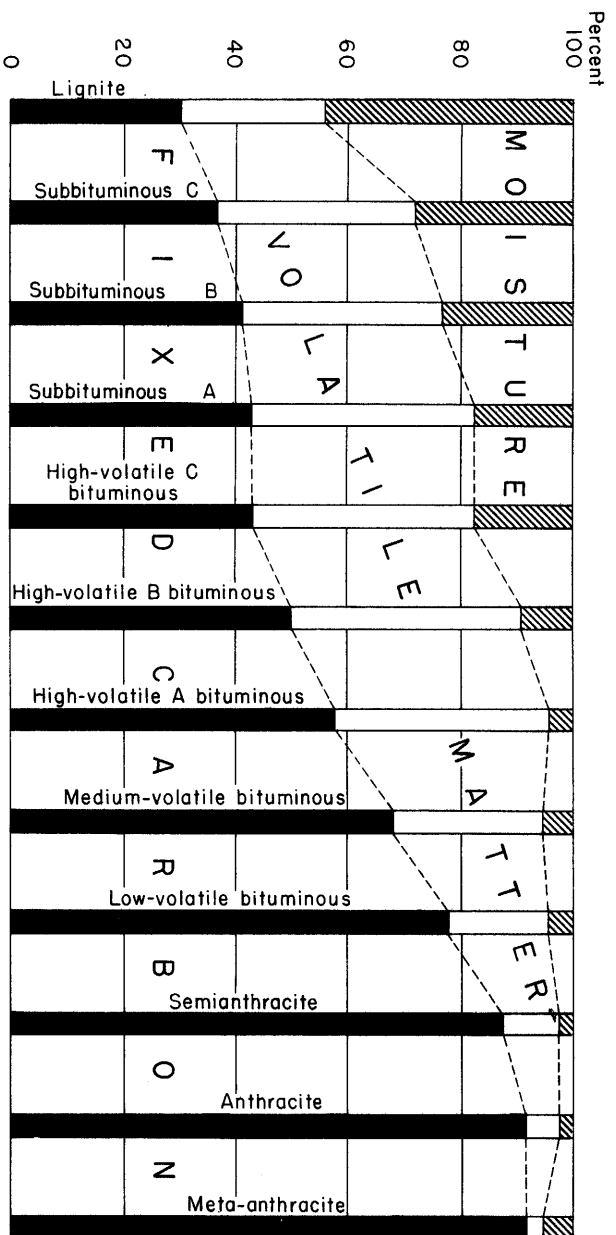 Percent
0 20 40 60 80 100
Lignite
Subbituminous C
Subbituminous B
Subbituminous A
High-volatile C
bituminous
High-volatile B bituminous
High-volatile A bituminous
Medium-volatile bituminous
Low-volatile bituminous
Semianthracite
Anthracite
Meta-anthracite
FIXED CARBON
VOLATILE MATTER
MOISTURE